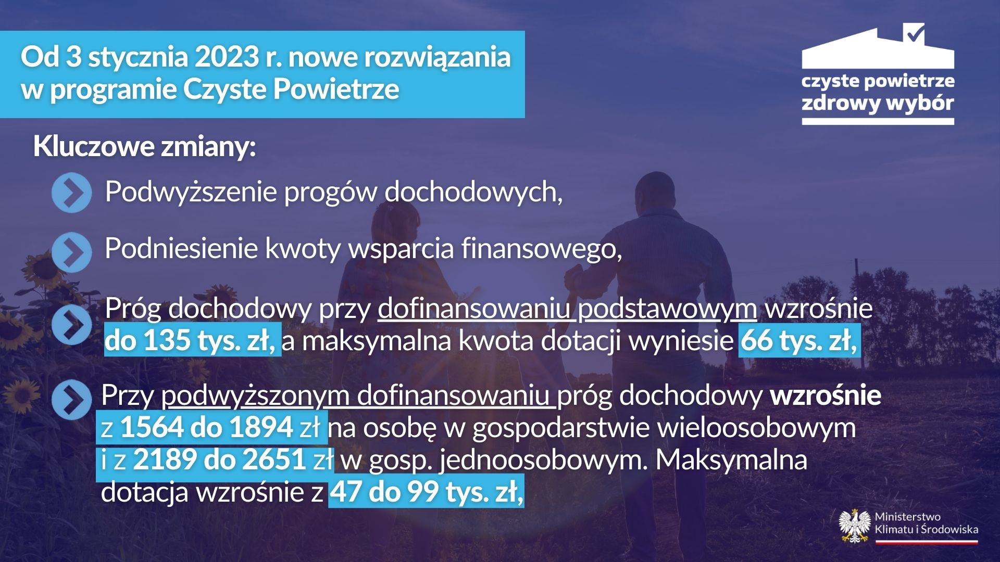 Od 3 stycznia 2023 r. nowe rozwiązania
w programie Czyste Powietrze
czyste powietrze
zdrowy wybór
Kluczowe zmiany:
Podwyższenie progów dochodowych,
Podniesienie kwoty wsparcia finansowego,
Próg dochodowy przy dofinansowaniu podstawowym wzrośnie
do 135 tys. zł, a maksymalna kwota dotacji wyniesie 66 tys. zł,
Przy podwyższonym dofinansowaniu próg dochodowy wzrośnie
z 1564 do 1894 zł na osobę w gospodarstwie wieloosobowym
i z 2189 do 2651 zł w gosp. jednoosobowym. Maksymalna
dotacja wzrośnie z 47 do 99 tys. zł,
Ministerstwo
Klimatu i Środowiska